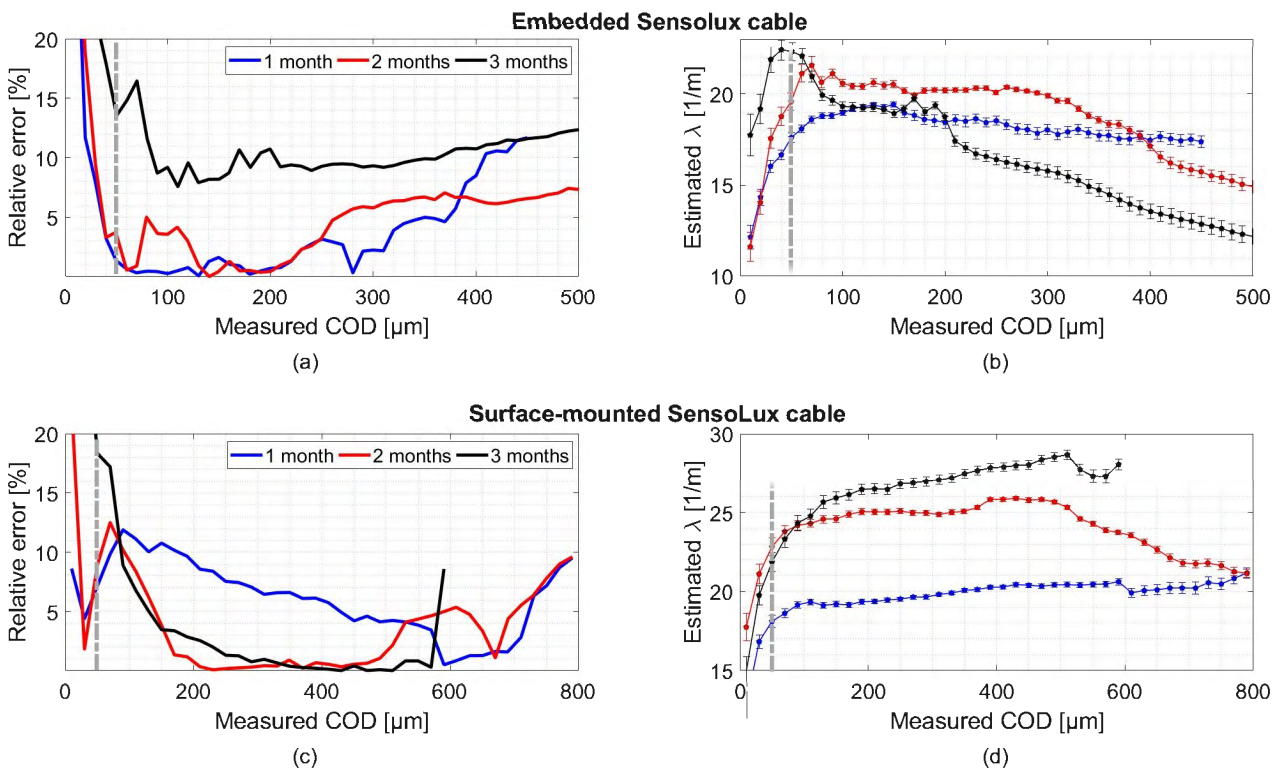 Embedded Sensolux cable
20
15
10
5
Relative error [%]
1 month 2 months 3 months
0 100 200 300 400 500
Measured COD [µm]
(a)
20
15
10
Estimated λ [1/m]
0 100 200 300 400 500
Measured COD [µm]
(b)
Surface-mounted SensoLux cable
20
15
10
5
Relative error [%]
1 month 2 months 3 months
0 200 400 600 800
Measured COD [µm]
(c)
30
25
20
15
Estimated λ [1/m]
0 200 400 600 800
Measured COD [µm]
(d)